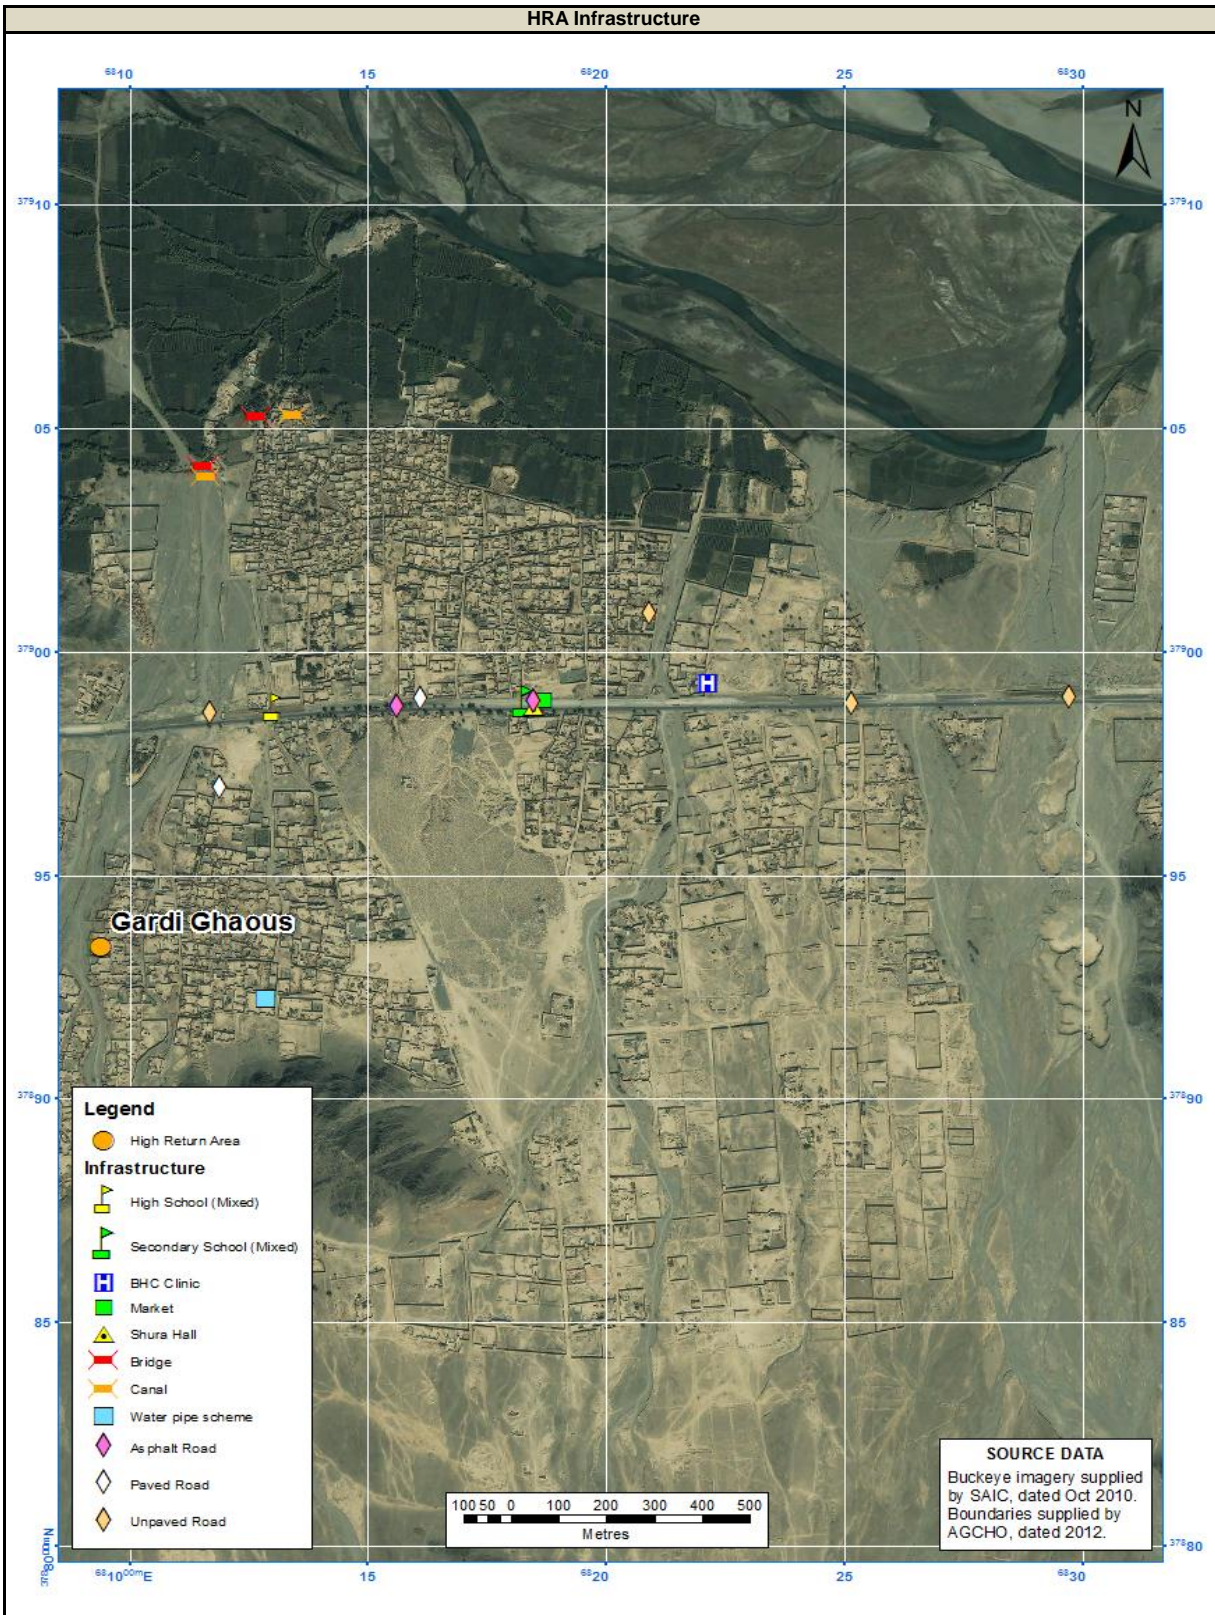 HRA Infrastructure
6810 15 6820 25 6830
N
37910 37910
05 05
37900 37900
95 95
Gardi Ghaous
37890 37890
85 85
Legend
High Return Area
Infrastructure
High School (Mixed)
Secondary School (Mixed)
H BHC Clinic
Market
Shura Hall
Bridge
Canal
Water pipe scheme
Asphalt Road
Paved Road
Unpaved Road
H
100 50 0 100 200 300 400 500
Metres
SOURCE DATA
Buckeye imagery supplied
by SAIC, dated Oct 2010.
Boundaries supplied by
AGCHO, dated 2012.
3788000mN 37880
681000mE 15 6820 25 6830